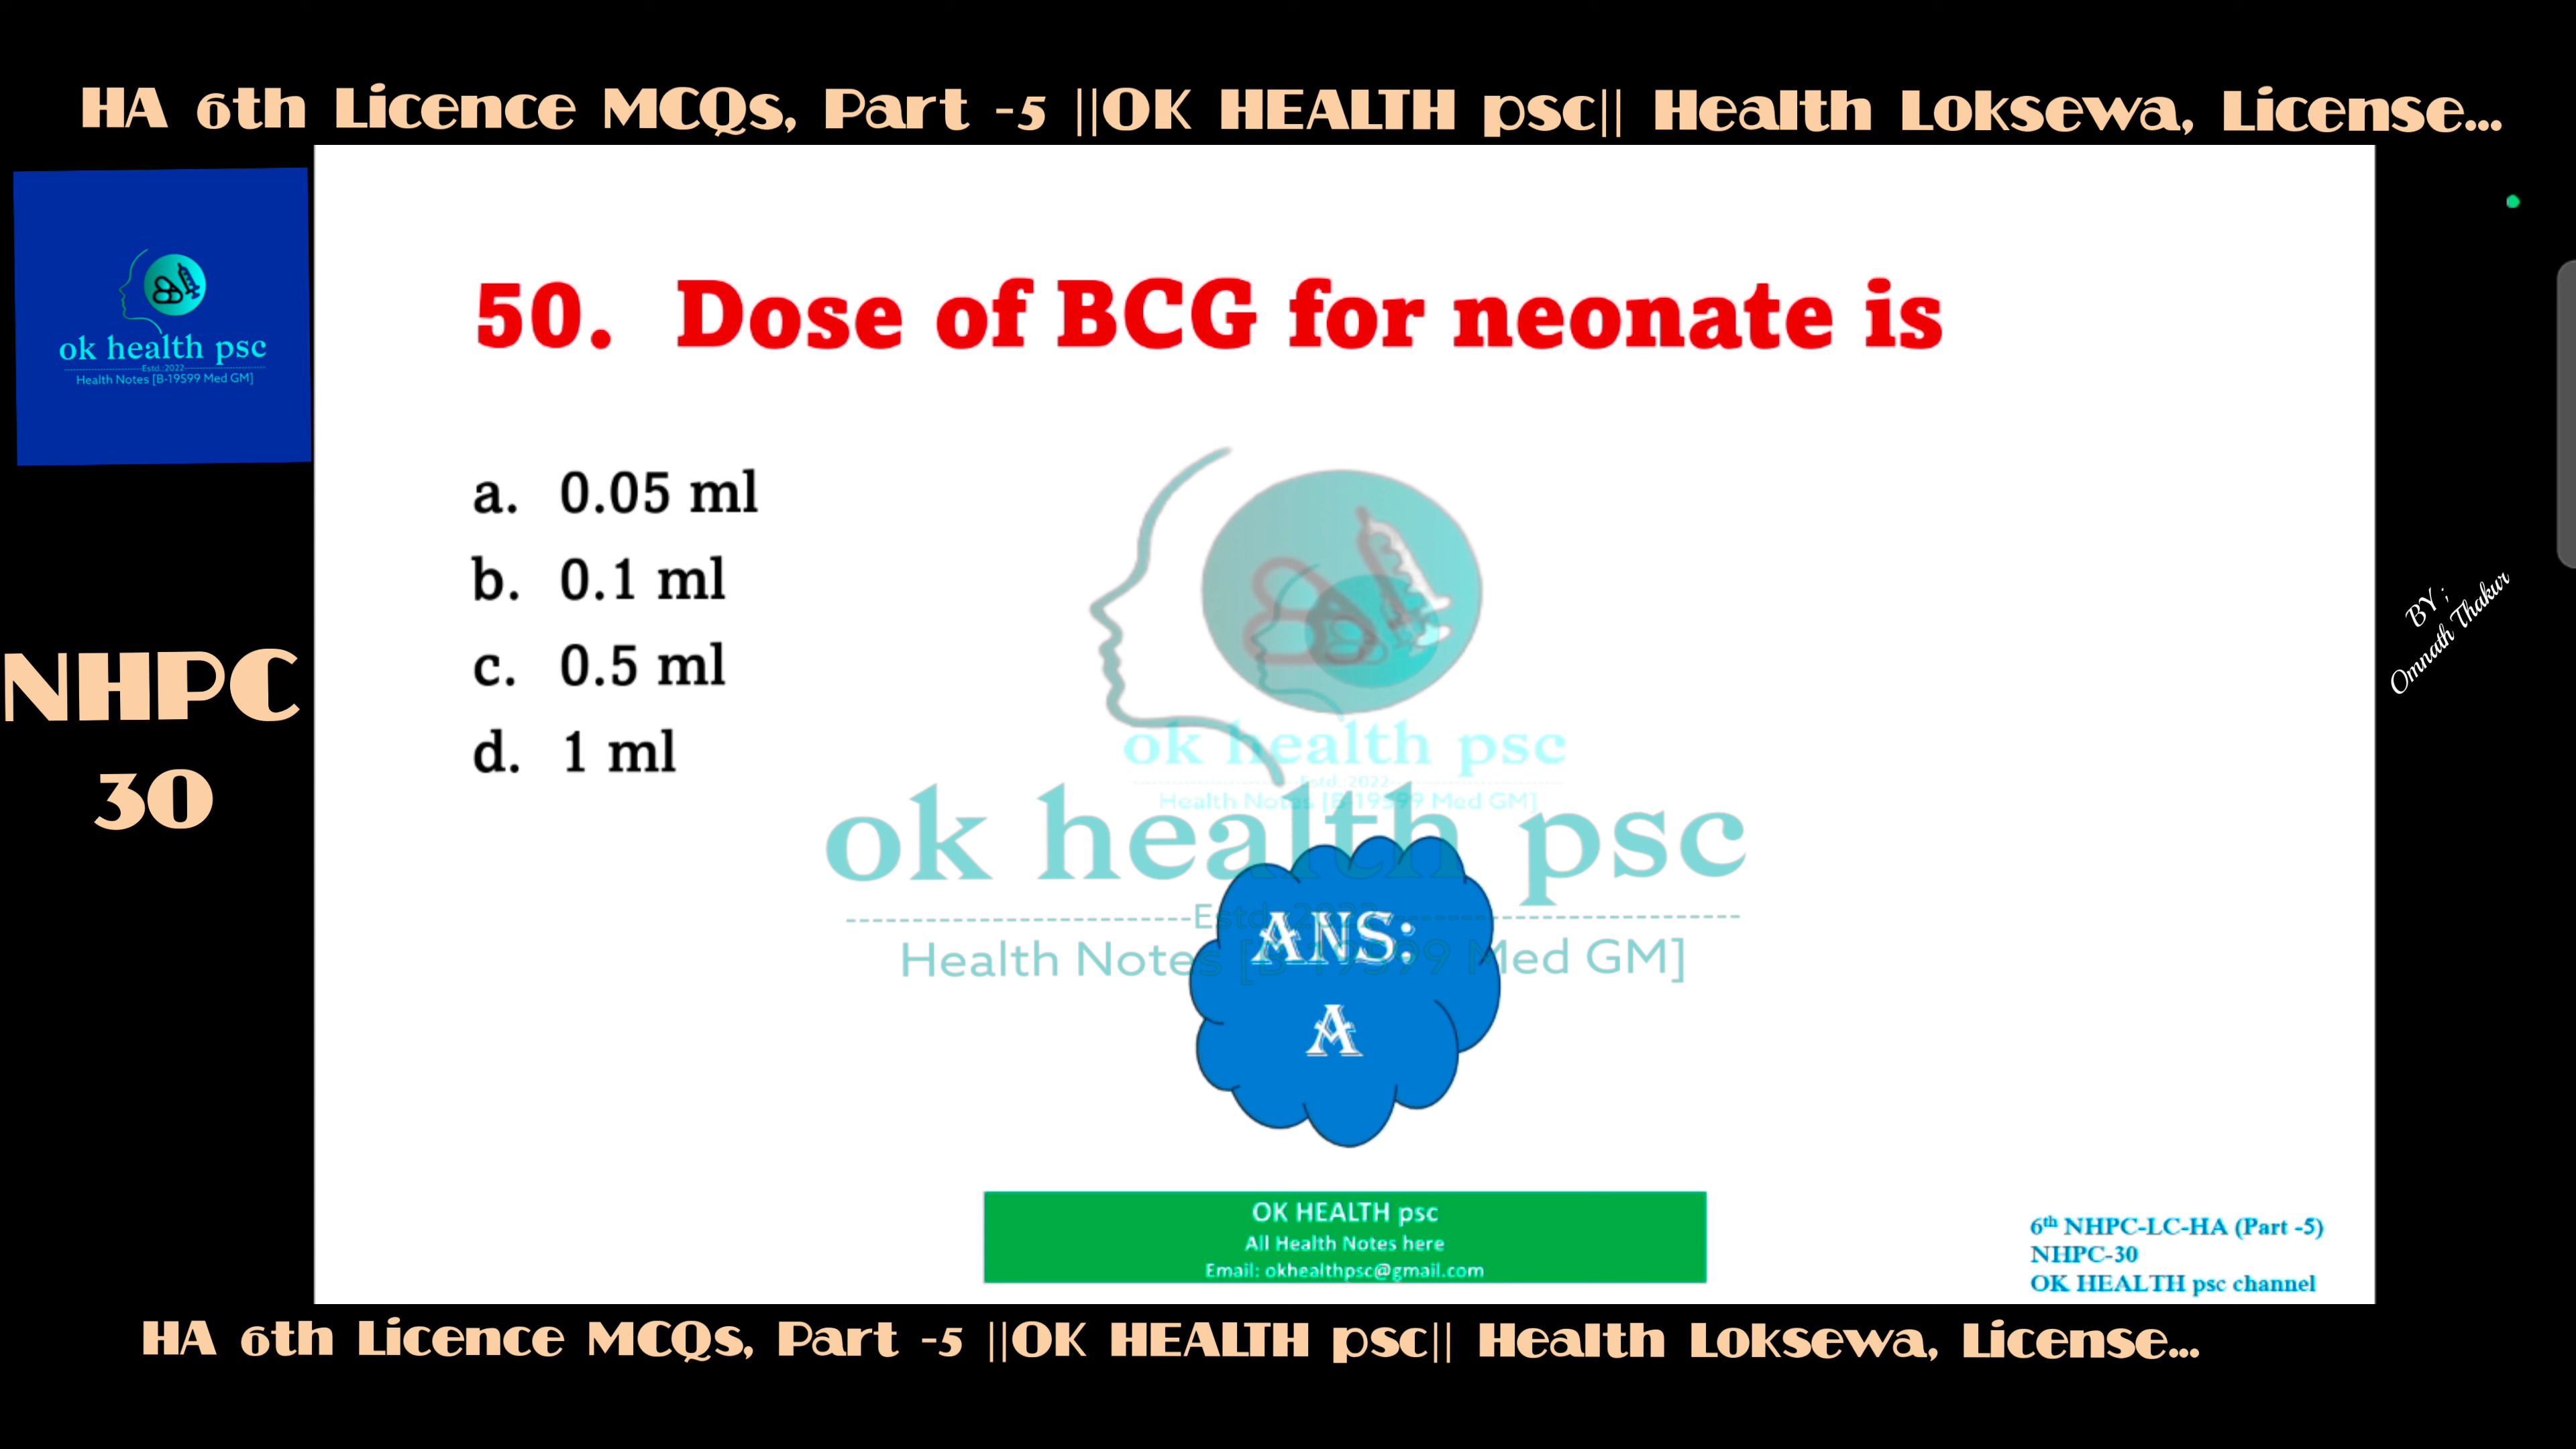 HA 6th Licence MCQs, Part -5 ||OK HEALTH psc|| Health Loksewa, License...
ok health psc
Estd.:2022
Health Notes [B-19599 Med GM]
50. Dose of BCG for neonate is
a. 0.05 ml
b. 0.1 ml
c. 0.5 ml
d. 1 ml
NHPC
30
BY ;
Omnath Thakur
ok health psc
Estd.:2022
Health Notes [B-19599 Med GM]
ok health psc
Estd.:2022
Health Notes [B-19599 Med GM]
ANS:
A
OK HEALTH psc
All Health Notes here
Email: okhealthpsc@gmail.com
6th NHPC-LC-HA (Part -5)
NHPC-30
OK HEALTH psc channel
HA 6th Licence MCQs, Part -5 ||OK HEALTH psc|| Health Loksewa, License...